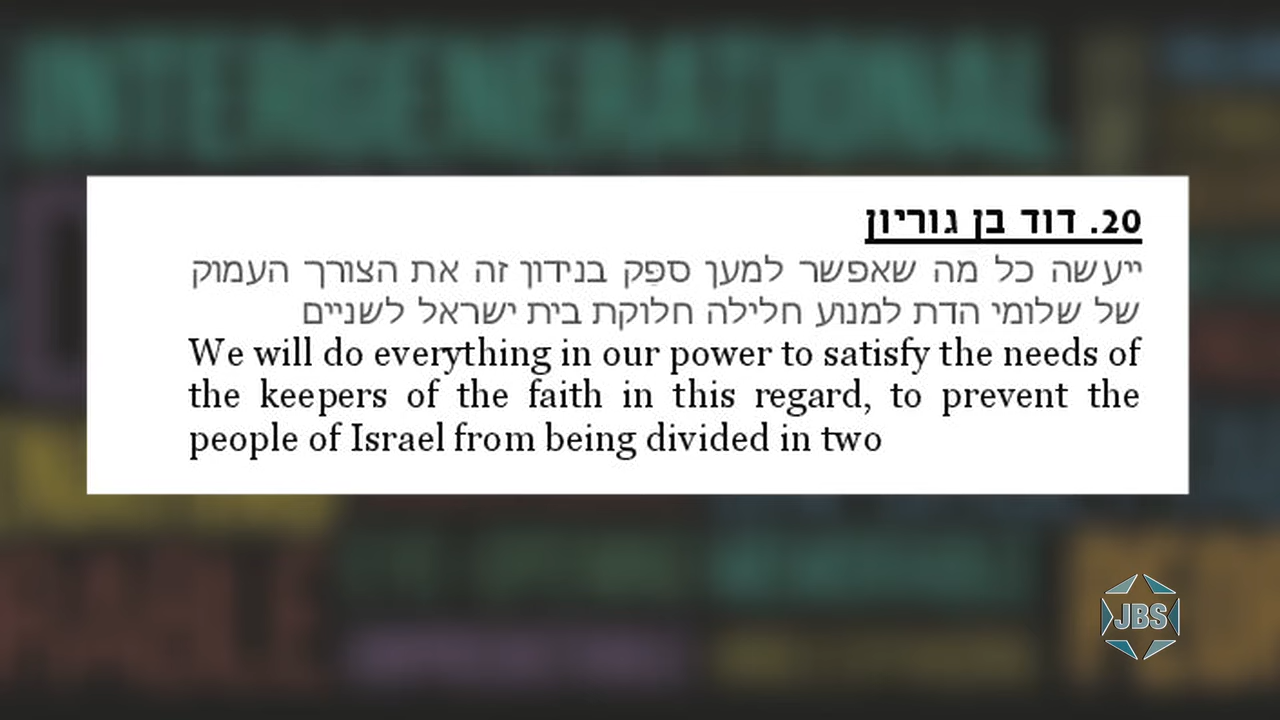 INTERGENERATIONAL
20. דוד בן גוריון
ייעשה כל מה שאפשר למען ספק בנידון זה את הצורך העמוק
של שלומי הדת למנוע חלילה חלוקת בית ישראל לשניים
We will do everything in our power to satisfy the needs of
the keepers of the faith in this regard, to prevent the
people of Israel from being divided in two
JBS